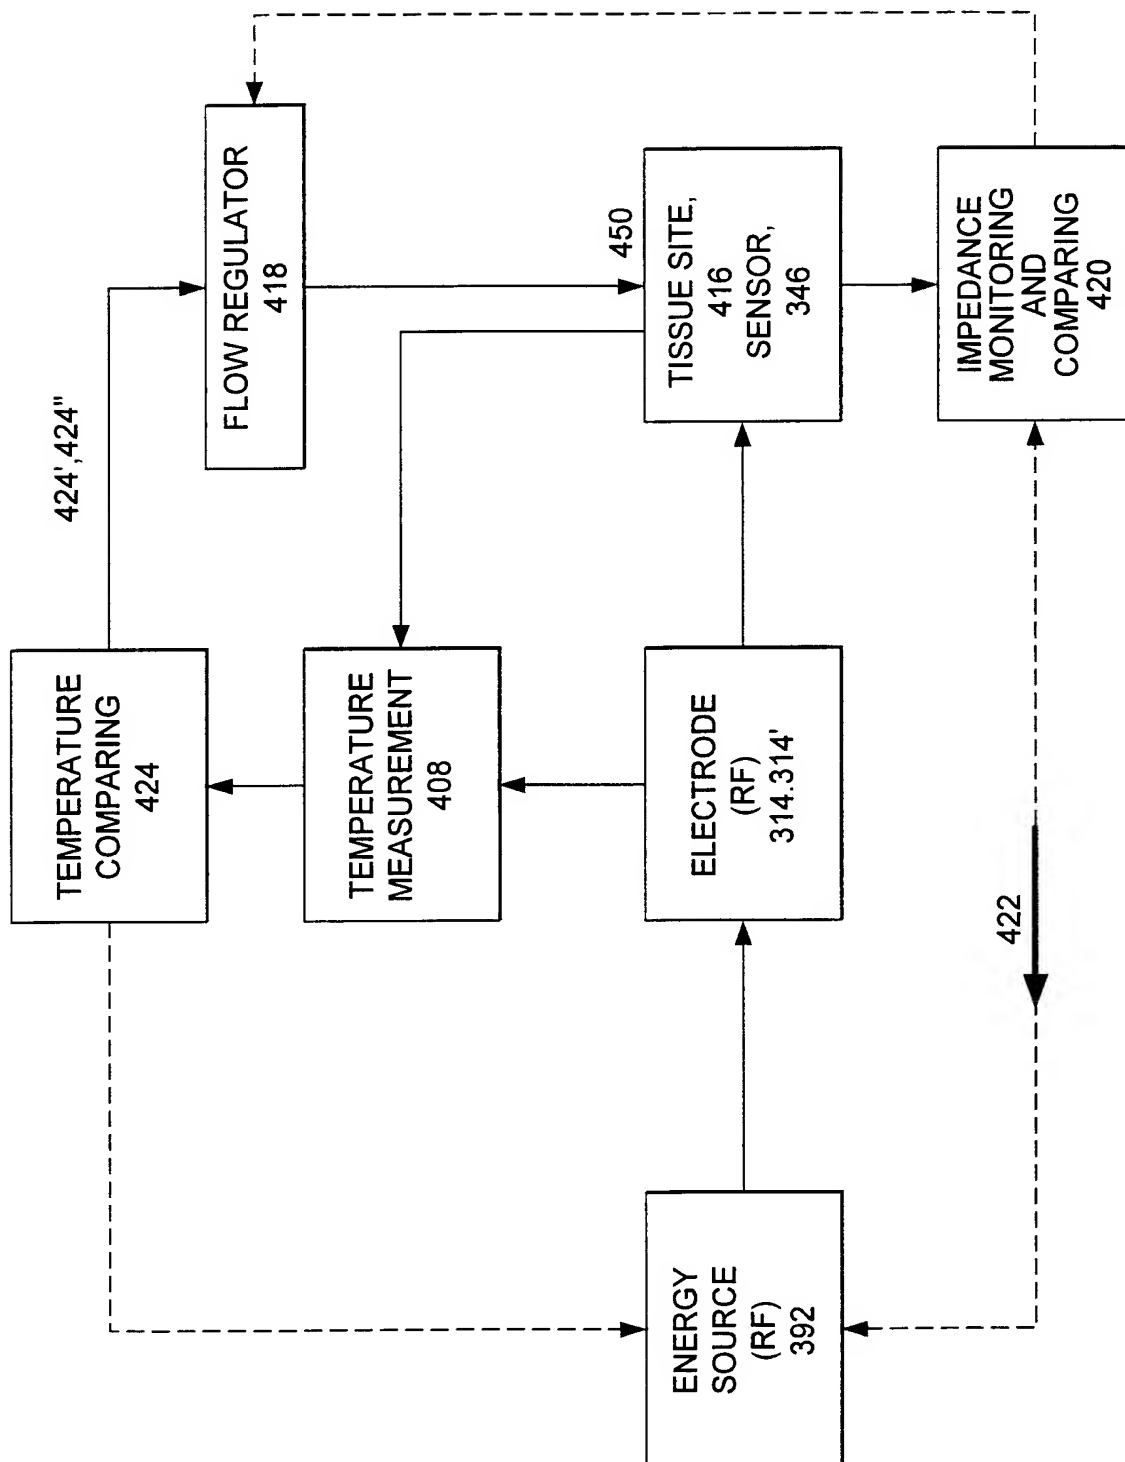 424',424"
FLOW REGULATOR
418
TEMPERATURE
COMPARING
424
TEMPERATURE
MEASUREMENT
408
450
TISSUE SITE,
416
SENSOR,
346
ENERGY
SOURCE
(RF)
392
ELECTRODE
(RF)
314.314'
422
IMPEDANCE
MONITORING
AND
COMPARING
420